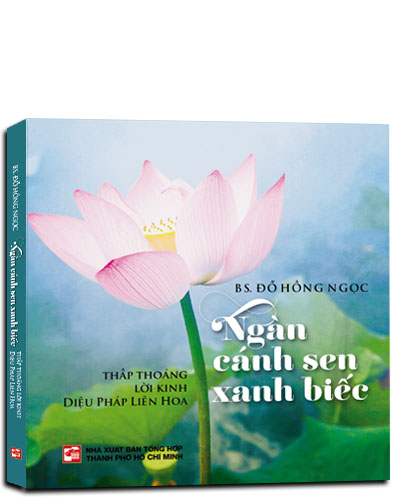 BS. ĐỖ HỒNG NGỌC
Ngàn cánh sen xanh biếc
THẤP THOÁNG LỜI KINH
DIỆU PHÁP LIÊN HOA
BS. ĐỖ HỒNG NGỌC
Ngàn
cánh sen
xanh biếc
THẤP THOÁNG
LỜI KINH
DIỆU PHÁP LIÊN HOA
NHÀ XUẤT BẢN TỔNG HỢP
THÀNH PHỐ HỒ CHÍ MINH